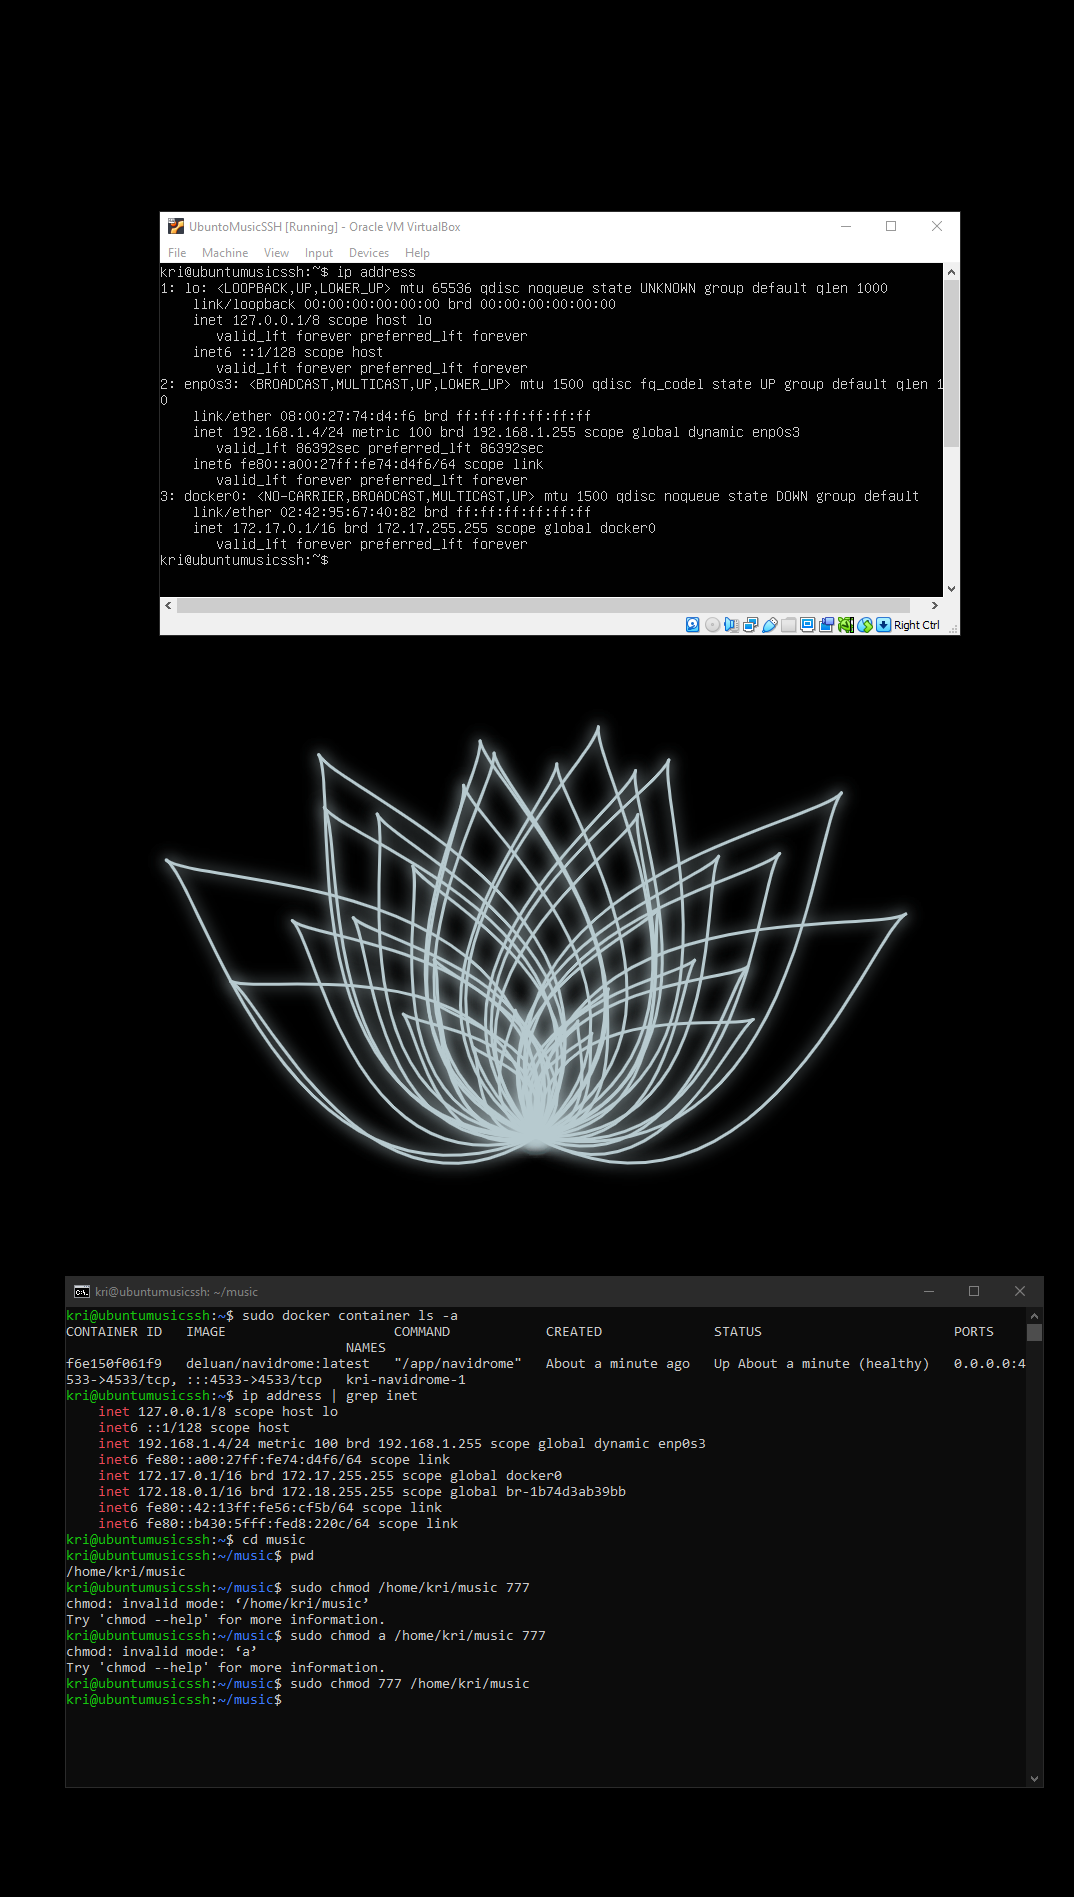 UbuntoMusicSSH [Running] - Oracle VM VirtualBox
File Machine View Input Devices Help
kri@ubuntumusicssh:~$ ip address
1: lo: <LOOPBACK,UP,LOWER_UP> mtu 65536 qdisc noqueue state UNKNOWN group default qlen 1000
    link/loopback 00:00:00:00:00:00 brd 00:00:00:00:00:00
    inet 127.0.0.1/8 scope host lo
       valid_lft forever preferred_lft forever
    inet6 ::1/128 scope host
       valid_lft forever preferred_lft forever
2: enp0s3: <BROADCAST,MULTICAST,UP,LOWER_UP> mtu 1500 qdisc fq_codel state UP group default qlen 1
0
    link/ether 08:00:27:74:d4:f6 brd ff:ff:ff:ff:ff:ff
    inet 192.168.1.4/24 metric 100 brd 192.168.1.255 scope global dynamic enp0s3
       valid_lft 86392sec preferred_lft 86392sec
    inet6 fe80::a00:27ff:fe74:d4f6/64 scope link
       valid_lft forever preferred_lft forever
3: docker0: <NO-CARRIER,BROADCAST,MULTICAST,UP> mtu 1500 qdisc noqueue state DOWN group default
    link/ether 02:42:95:67:40:82 brd ff:ff:ff:ff:ff:ff
    inet 172.17.0.1/16 brd 172.17.255.255 scope global docker0
       valid_lft forever preferred_lft forever
kri@ubuntumusicssh:~$
Right Ctrl
kri@ubuntumusicssh: ~/music
kri@ubuntumusicssh:~$ sudo docker container ls -a
CONTAINER ID   IMAGE                     COMMAND            CREATED              STATUS                        PORTS
                                   NAMES
f6e150f061f9   deluan/navidrome:latest   "/app/navidrome"   About a minute ago   Up About a minute (healthy)   0.0.0.0:4
533->4533/tcp, :::4533->4533/tcp   kri-navidrome-1
kri@ubuntumusicssh:~$ ip address | grep inet
    inet 127.0.0.1/8 scope host lo
    inet6 ::1/128 scope host
    inet 192.168.1.4/24 metric 100 brd 192.168.1.255 scope global dynamic enp0s3
    inet6 fe80::a00:27ff:fe74:d4f6/64 scope link
    inet 172.17.0.1/16 brd 172.17.255.255 scope global docker0
    inet 172.18.0.1/16 brd 172.18.255.255 scope global br-1b74d3ab39bb
    inet6 fe80::42:13ff:fe56:cf5b/64 scope link
    inet6 fe80::b430:5fff:fed8:220c/64 scope link
kri@ubuntumusicssh:~$ cd music
kri@ubuntumusicssh:~/music$ pwd
/home/kri/music
kri@ubuntumusicssh:~/music$ sudo chmod /home/kri/music 777
chmod: invalid mode: ‘/home/kri/music’
Try 'chmod --help' for more information.
kri@ubuntumusicssh:~/music$ sudo chmod a /home/kri/music 777
chmod: invalid mode: ‘a’
Try 'chmod --help' for more information.
kri@ubuntumusicssh:~/music$ sudo chmod 777 /home/kri/music
kri@ubuntumusicssh:~/music$